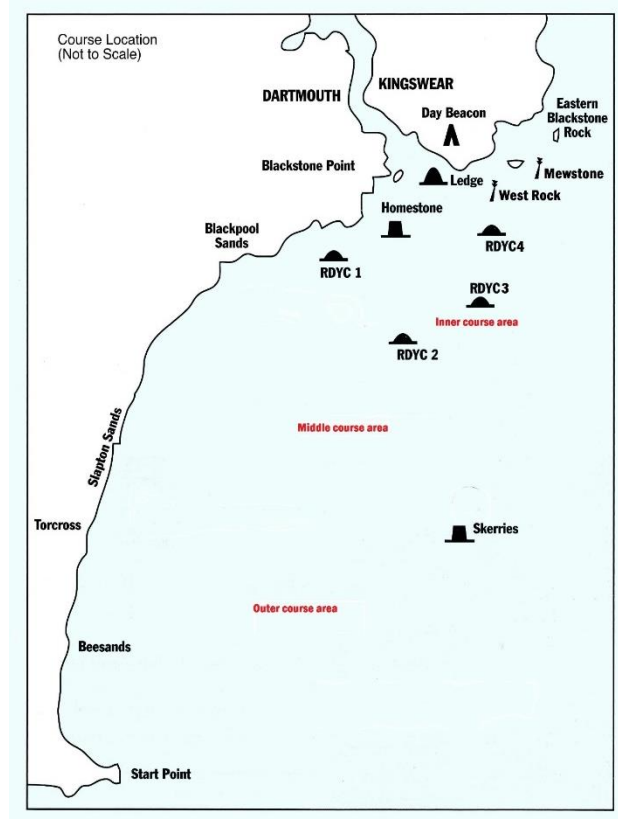 Course Location
(Not to Scale)
KINGSWEAR
DARTMOUTH
Day Beacon
Eastern
Blackstone
Rock
Blackstone Point
Mewstone
Ledge
West Rock
Homestone
Blackpool
Sands
RDYC4
RDYC 1
RDYC3
Inner course area
RDYC 2
Slapton Sands
Middle course area
Torcross
Skerries
Outer course area
Beesands
Start Point